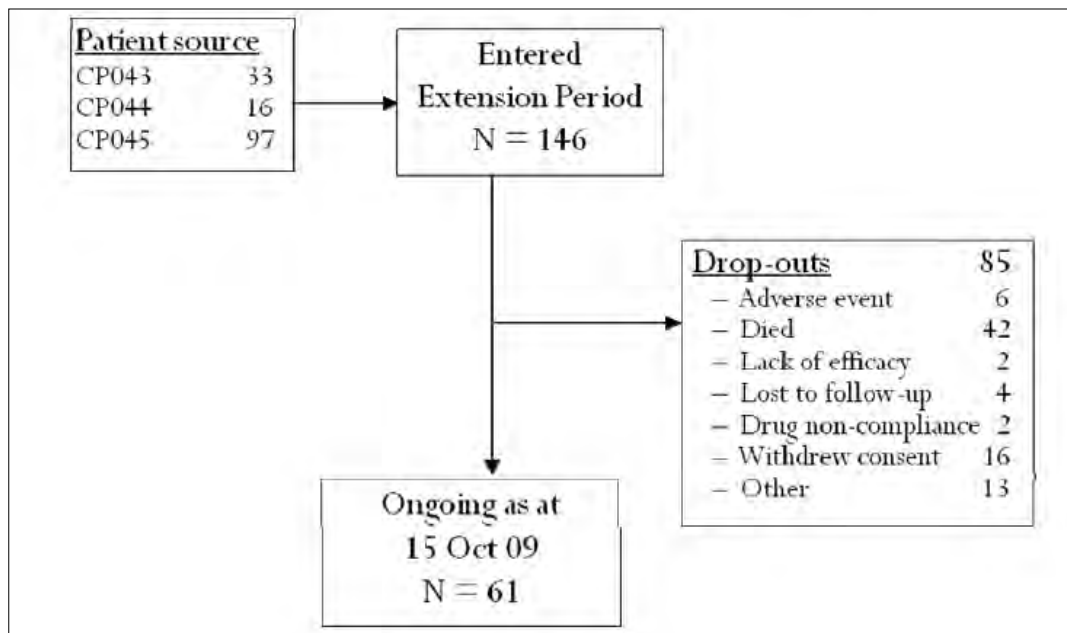 Patient source
CP043 33
CP044 16
CP045 97
Entered
Extension Period
N = 146
Drop-outs 85
– Adverse event 6
– Died 42
– Lack of efficacy 2
– Lost to follow-up 4
– Drug non-compliance 2
– Withdrew consent 16
– Other 13
Ongoing as at
15 Oct 09
N = 61